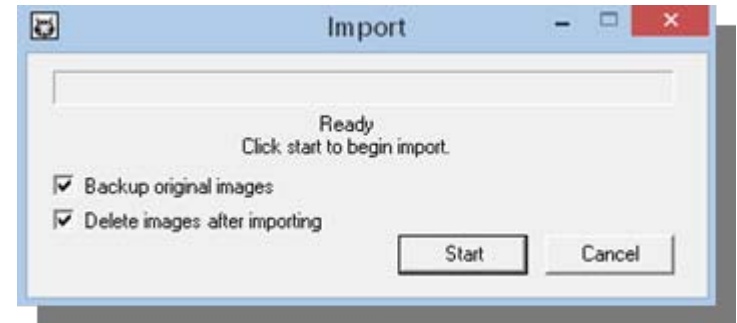 Import
Ready
Click start to begin import.
Backup original images
Delete images after importing
Start
Cancel